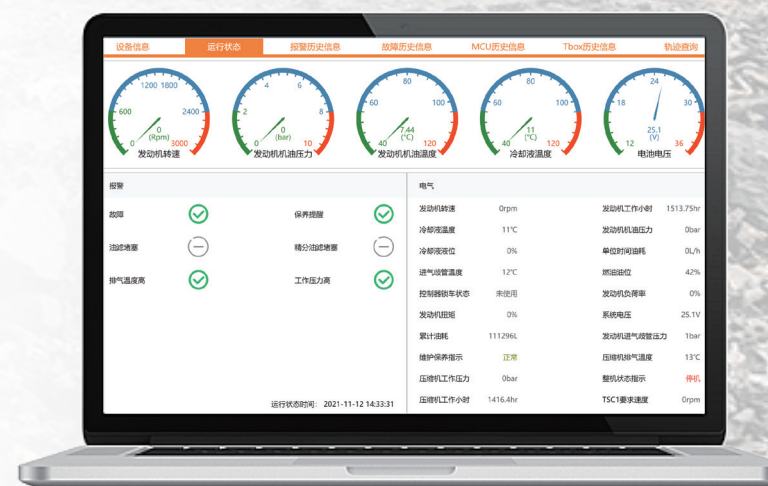 设备信息 运行状态 报警历史信息 故障历史信息 MCU历史信息 Tbox历史信息 轨迹查询
0 600 1200 1800 2400 3000
0
(Rpm)
发动机转速
2 4 6 8 10
0
(bar)
发动机机油压力
40 60 80 100 120
7.44
(℃)
发动机机油温度
40 60 80 100 120
11
(℃)
冷却液温度
12 18 24 30 36
25.1
(V)
电池电压
报警
故障 保养提醒
油滤堵塞 精分油滤堵塞
排气温度高 工作压力高
运行状态时间: 2021-11-12 14:33:31
电气
发动机转速 0rpm 发动机工作小时 1513.75hr
冷却液温度 11℃ 发动机机油压力 0bar
冷却液液位 0% 单位时间油耗 0L/h
进气歧管温度 12℃ 燃油油位 42%
控制器锁车状态 未使用 发动机负荷率 0%
发动机扭矩 0% 系统电压 25.1V
累计油耗 111296L 发动机进气歧管压力 1bar
维护保养指示 正常 压缩机排气温度 13℃
压缩机工作压力 0bar 整机状态指示 停机
压缩机工作小时 1416.4hr TSC1要求速度 0rpm